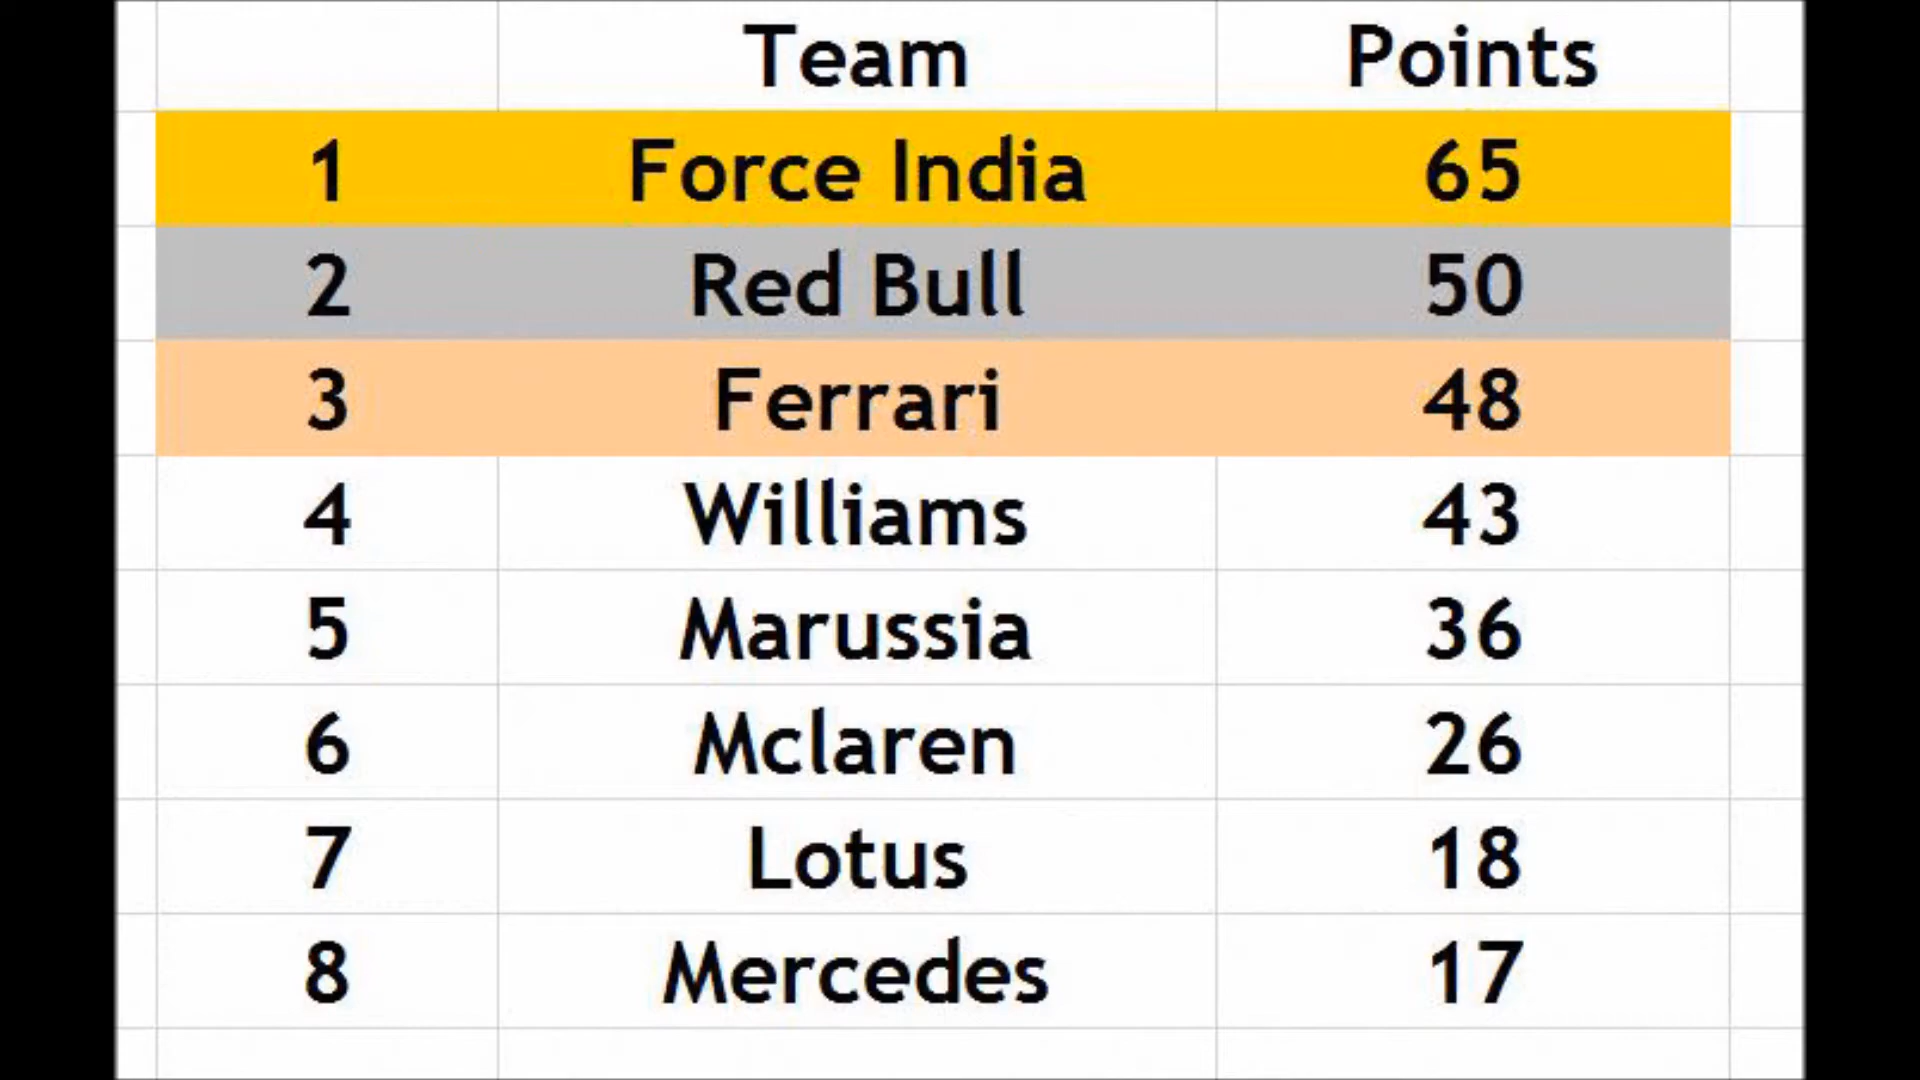 Team Points
1 Force India 65
2 Red Bull 50
3 Ferrari 48
4 Williams 43
5 Marussia 36
6 Mclaren 26
7 Lotus 18
8 Mercedes 17